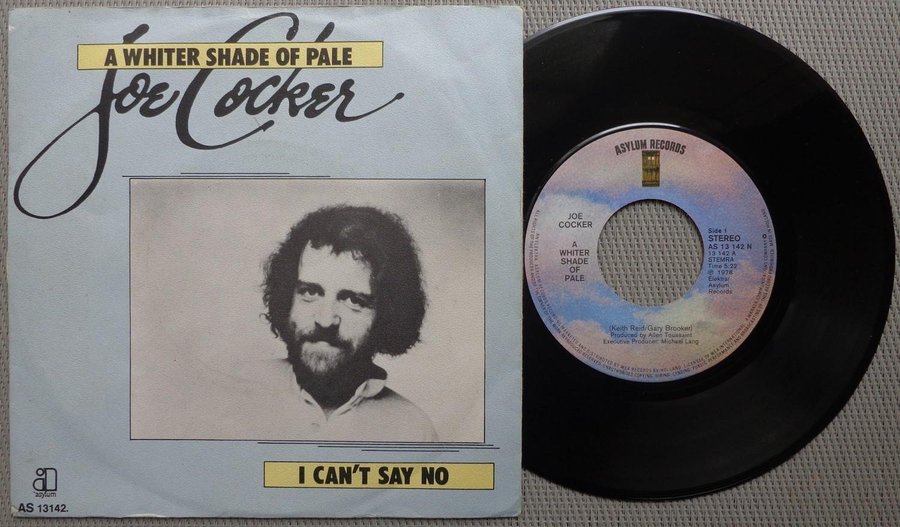 A WHITER SHADE OF PALE
Joe Cocker
I CAN'T SAY NO
asylum
AS 13142.
ASYLUM RECORDS
JOE
COCKER
A
WHITER
SHADE
OF
PALE
Side 1
STEREO
AS 13 142 N
13 142 A
STEMRA
Time 5:22
℗ 1978
Elektra/
Asylum
Records
(Keith Reid/Gary Brooker)
Produced by Allen Toussaint
Executive Producer: Michael Lang